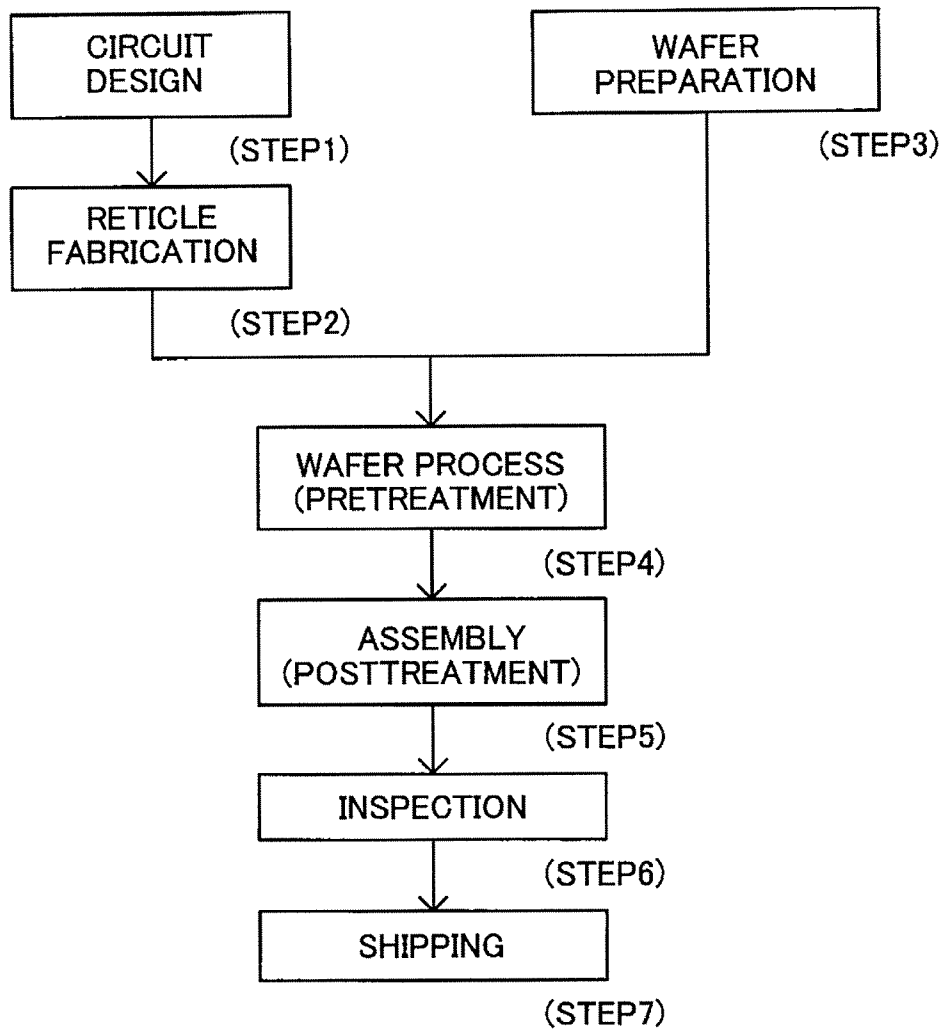 CIRCUIT
DESIGN
(STEP1)
RETICLE
FABRICATION
(STEP2)
WAFER
PREPARATION
(STEP3)
WAFER PROCESS
(PRETREATMENT)
(STEP4)
ASSEMBLY
(POSTTREATMENT)
(STEP5)
INSPECTION
(STEP6)
SHIPPING
(STEP7)